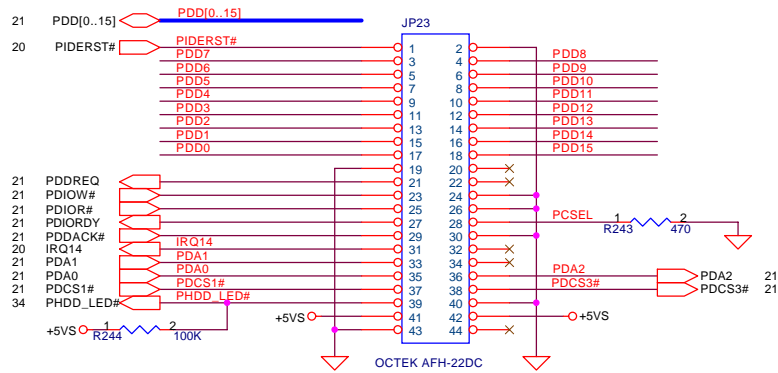 JP23
21 PDD[0..15]
20 PIDERST# PIDERST# 1 2
PDD7 3 4 PDD8
PDD6 5 6 PDD9
PDD5 7 8 PDD10
PDD4 9 10 PDD11
PDD3 11 12 PDD12
PDD2 13 14 PDD13
PDD1 15 16 PDD14
PDD0 17 18 PDD15
19 20
21 PDDREQ 21 22
21 PDIOW# 23 24
21 PDIOR# 25 26
21 PDIORDY 27 28 PCSEL 1 2
R243 470
21 PDDACK# 29 30
20 IRQ14 IRQ14 31 32
21 PDA1 PDA1 33 34
21 PDA0 PDA0 35 36 PDA2 PDA2 21
21 PDCS1# PDCS1# 37 38 PDCS3# PDCS3# 21
34 PHDD_LED# PHDD_LED# 39 40
+5VS 41 42 +5VS
+5VS 1 2 43 44
R244 100K
OCTEK AFH-22DC